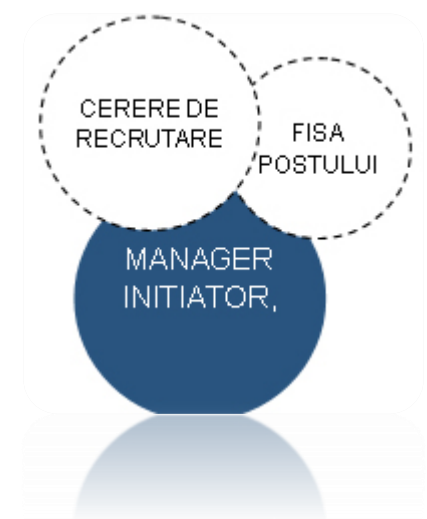 CERERE DE
RECRUTARE
FISA
POSTULUI
MANAGER
INITIATOR,